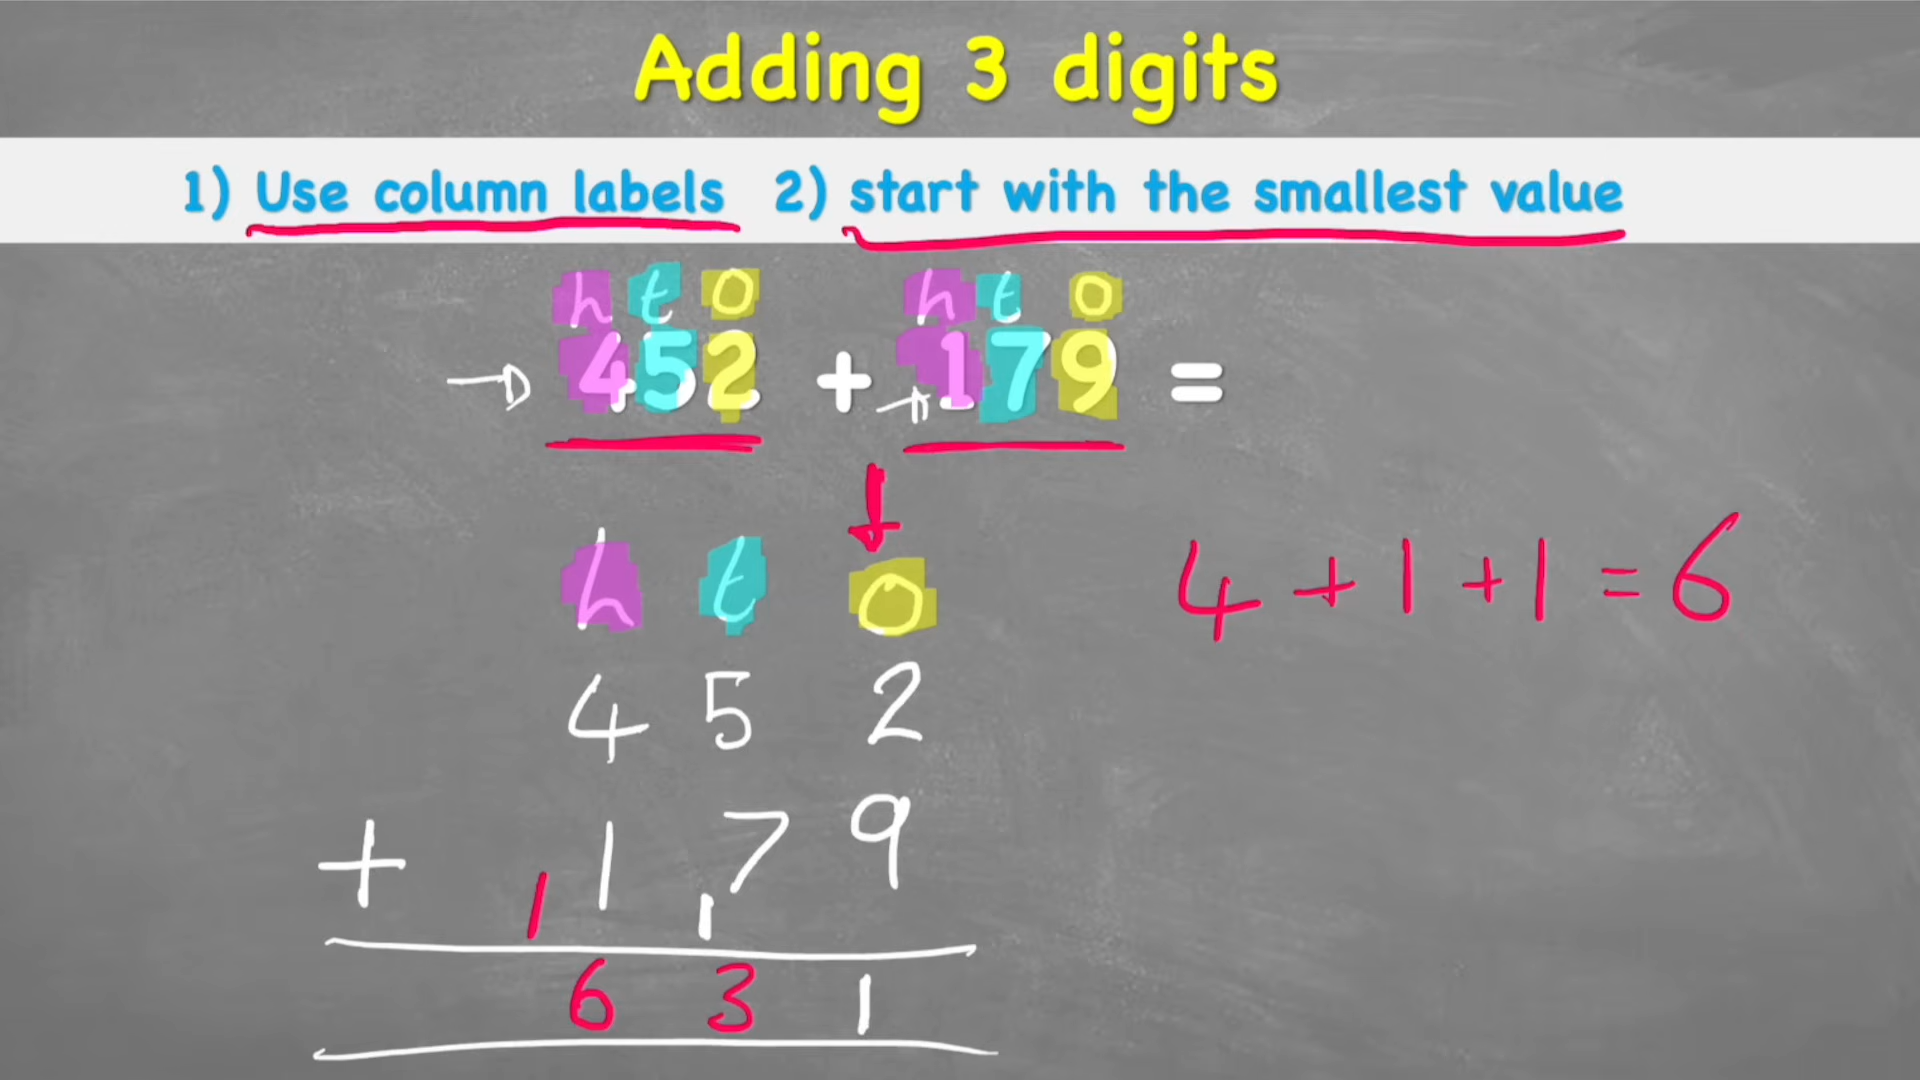 Adding 3 digits
1) Use column labels 2) start with the smallest value
h t o h t o
452 + 179 =
h t o
4 + 1 + 1 = 6
4 5 2
+ 1 1 1 7 9
6 3 1